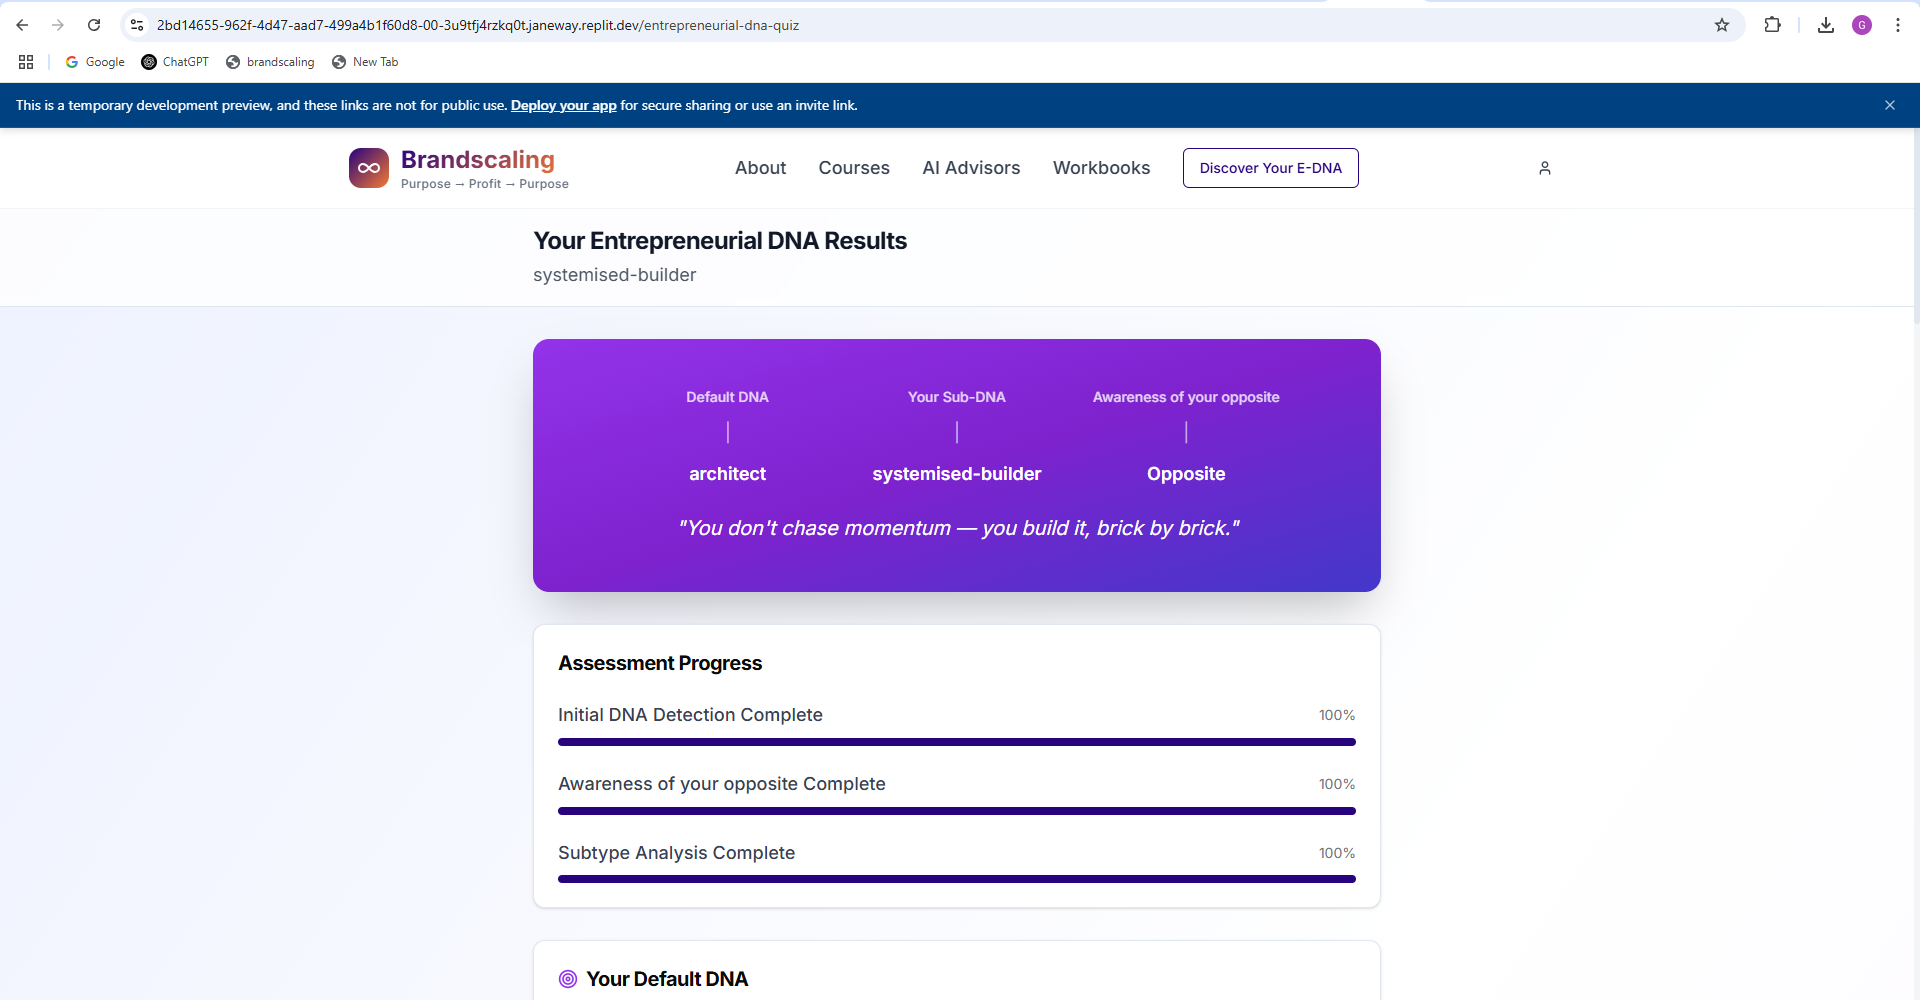 2bd14655-962f-4d47-aad7-499a4b1f60d8-00-3u9tfj4rzkq0t.janeway.replit.dev/entrepreneurial-dna-quiz
G
Google
ChatGPT
brandscaling
New Tab
This is a temporary development preview, and these links are not for public use. Deploy your app for secure sharing or use an invite link.
Brandscaling
Purpose → Profit → Purpose
About
Courses
AI Advisors
Workbooks
Discover Your E-DNA
Your Entrepreneurial DNA Results
systemised-builder
Default DNA
Your Sub-DNA
Awareness of your opposite
architect
systemised-builder
Opposite
"You don't chase momentum — you build it, brick by brick."
Assessment Progress
Initial DNA Detection Complete
100%
Awareness of your opposite Complete
100%
Subtype Analysis Complete
100%
Your Default DNA